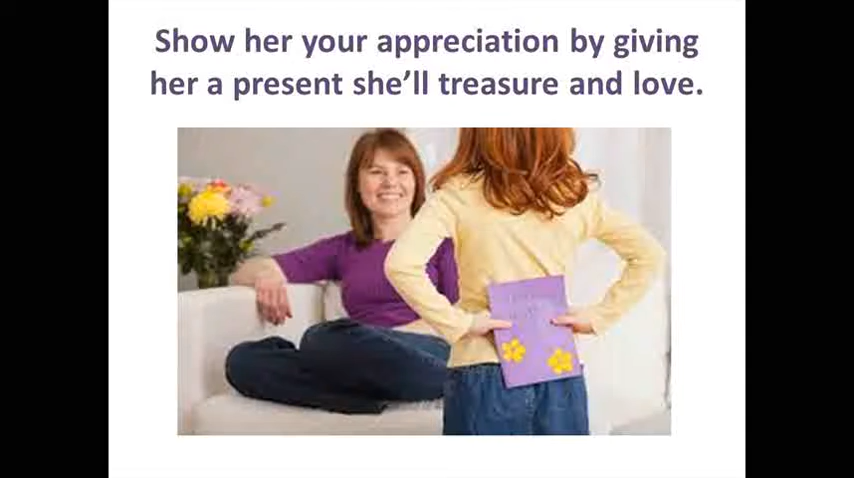 Show her your appreciation by giving
her a present she’ll treasure and love.